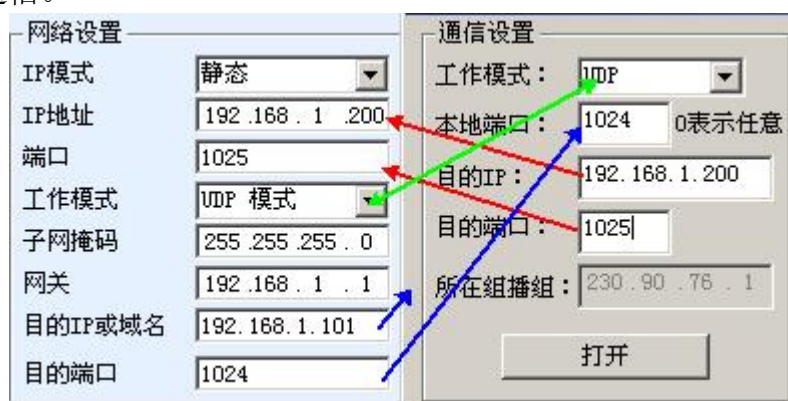 网络设置
IP模式 静态
IP地址 192 .168 . 1 .200
端口 1025
工作模式 UDP 模式
子网掩码 255 .255 .255 . 0
网关 192 .168 . 1 . 1
目的IP或域名 192.168.1.101
目的端口 1024
通信设置
工作模式： UDP
本地端口： 1024 0表示任意
目的IP： 192.168.1.200
目的端口： 1025
所在组播组： 230 .90 .76 . 1
打开